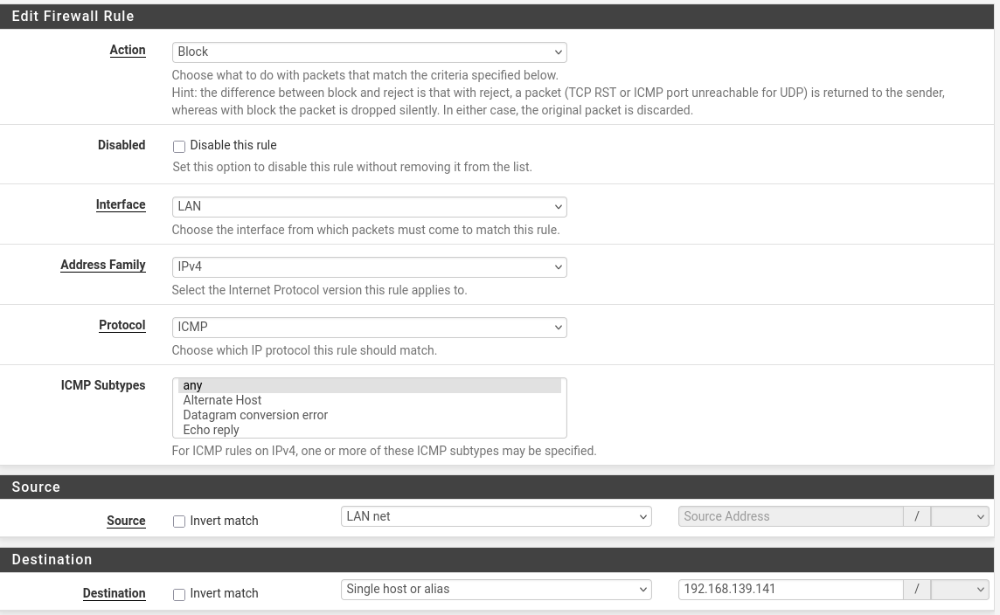 Edit Firewall Rule
Action
Block
Choose what to do with packets that match the criteria specified below.
Hint: the difference between block and reject is that with reject, a packet (TCP RST or ICMP port unreachable for UDP) is returned to the sender,
whereas with block the packet is dropped silently. In either case, the original packet is discarded.
Disabled
Disable this rule
Set this option to disable this rule without removing it from the list.
Interface
LAN
Choose the interface from which packets must come to match this rule.
Address Family
IPv4
Select the Internet Protocol version this rule applies to.
Protocol
ICMP
Choose which IP protocol this rule should match.
ICMP Subtypes
any
Alternate Host
Datagram conversion error
Echo reply
For ICMP rules on IPv4, one or more of these ICMP subtypes may be specified.
Source
Source Invert match LAN net Source Address /
Destination
Destination Invert match Single host or alias 192.168.139.141 /